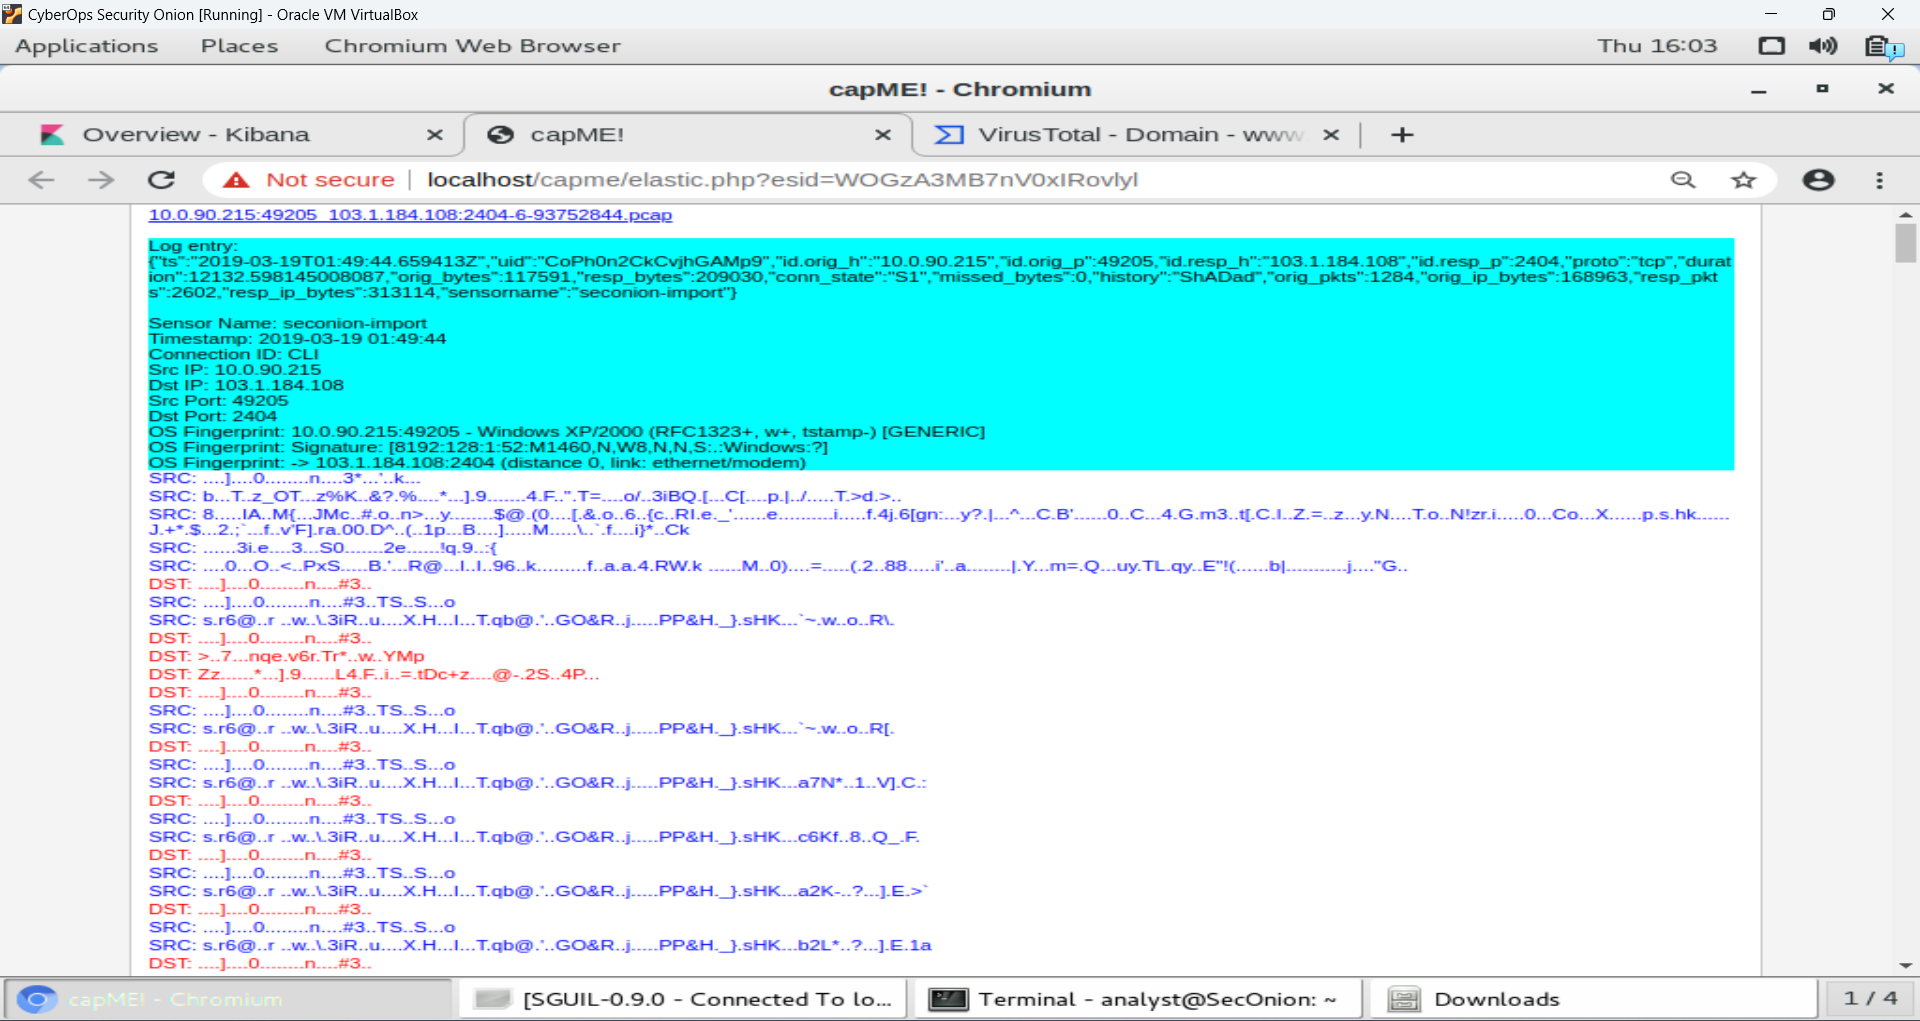 CyberOps Security Onion [Running] - Oracle VM VirtualBox
Applications Places Chromium Web Browser Thu 16:03
capME! - Chromium
Overview - Kibana capME! VirusTotal - Domain - www
Not secure | localhost/capme/elastic.php?esid=WOGzA3MB7nV0xIRovlyl
10.0.90.215:49205_103.1.184.108:2404-6-93752844.pcap
Log entry:
{"ts":"2019-03-19T01:49:44.659413Z","uid":"CoPh0n2CkCvjhGAMp9","id.orig_h":"10.0.90.215","id.orig_p":49205,"id.resp_h":"103.1.184.108","id.resp_p":2404,"proto":"tcp","durat
ion":12132.598145008087,"orig_bytes":117591,"resp_bytes":209030,"conn_state":"S1","missed_bytes":0,"history":"ShADad","orig_pkts":1284,"orig_ip_bytes":168963,"resp_pkt
s":2602,"resp_ip_bytes":313114,"sensorname":"seconion-import"}
Sensor Name: seconion-import
Timestamp: 2019-03-19 01:49:44
Connection ID: CLI
Src IP: 10.0.90.215
Dst IP: 103.1.184.108
Src Port: 49205
Dst Port: 2404
OS Fingerprint: 10.0.90.215:49205 - Windows XP/2000 (RFC1323+, w+, tstamp-) [GENERIC]
OS Fingerprint: Signature: [8192:128:1:52:M1460,N,W8,N,N,S:.:Windows:?]
OS Fingerprint: -> 103.1.184.108:2404 (distance 0, link: ethernet/modem)
SRC: ....]....0........n....3*...'..k...
SRC: b...T..z_OT...z%K..&?.%....*...].9.......4.F..".T=....o/..3iBQ.[...C[....p.|../.....T.>d.>..
SRC: 8.....IA..M{...JMc..#.o..n>...y........$@.(0....[.&.o..6..{c..RI.e._'......e...........i.....f.4j.6[gn:...y?.|...^...C.B'......0..C...4.G.m3..t[.C.I..Z.=..z...y.N....T.o..N!zr.i.....0...Co...X......p.s.hk......
J.+*.$...2.;`...f..v'F].ra.00.D^..(..1p...B....].....M.....\..`.f....i}*..Ck
SRC: ......3i.e....3...S0.......2e......!q.9..:{
SRC: ....0...O..<..PxS.....B.'...R@...I..I..96..k.........f..a.a.4.RW.k ......M..0)....=.....(.2..88.....i'..a........|.Y...m=.Q...uy.TL.qy..E"!(......b|...........j...."G..
DST: ....]....0........n....#3..
SRC: ....]....0........n....#3..TS..S...o
SRC: s.r6@..r ..w..\.3iR..u....X.H...I...T.qb@.'..GO&R..j.....PP&H._}.sHK...`~.w..o..R\.
DST: ....]....0........n....#3..
DST: >..7...nqe.v6r.Tr*..w..YMp
DST: Zz......*...].9......L4.F..i..=.tDc+z....@-.2S..4P...
DST: ....]....0........n....#3..
SRC: ....]....0........n....#3..TS..S...o
SRC: s.r6@..r ..w..\.3iR..u....X.H...I...T.qb@.'..GO&R..j.....PP&H._}.sHK...`~.w..o..R[.
DST: ....]....0........n....#3..
SRC: ....]....0........n....#3..TS..S...o
SRC: s.r6@..r ..w..\.3iR..u....X.H...I...T.qb@.'..GO&R..j.....PP&H._}.sHK...a7N*..1..V].C.:
DST: ....]....0........n....#3..
SRC: ....]....0........n....#3..TS..S...o
SRC: s.r6@..r ..w..\.3iR..u....X.H...I...T.qb@.'..GO&R..j.....PP&H._}.sHK...c6Kf..8..Q_.F.
DST: ....]....0........n....#3..
SRC: ....]....0........n....#3..TS..S...o
SRC: s.r6@..r ..w..\.3iR..u....X.H...I...T.qb@.'..GO&R..j.....PP&H._}.sHK...a2K-..?...].E.>`
DST: ....]....0........n....#3..
SRC: ....]....0........n....#3..TS..S...o
SRC: s.r6@..r ..w..\.3iR..u....X.H...I...T.qb@.'..GO&R..j.....PP&H._}.sHK...b2L*..?...].E.1a
DST: ....]....0........n....#3..
capME! - Chromium [SGUIL-0.9.0 - Connected To lo... Terminal - analyst@SecOnion: ~ Downloads 1 / 4